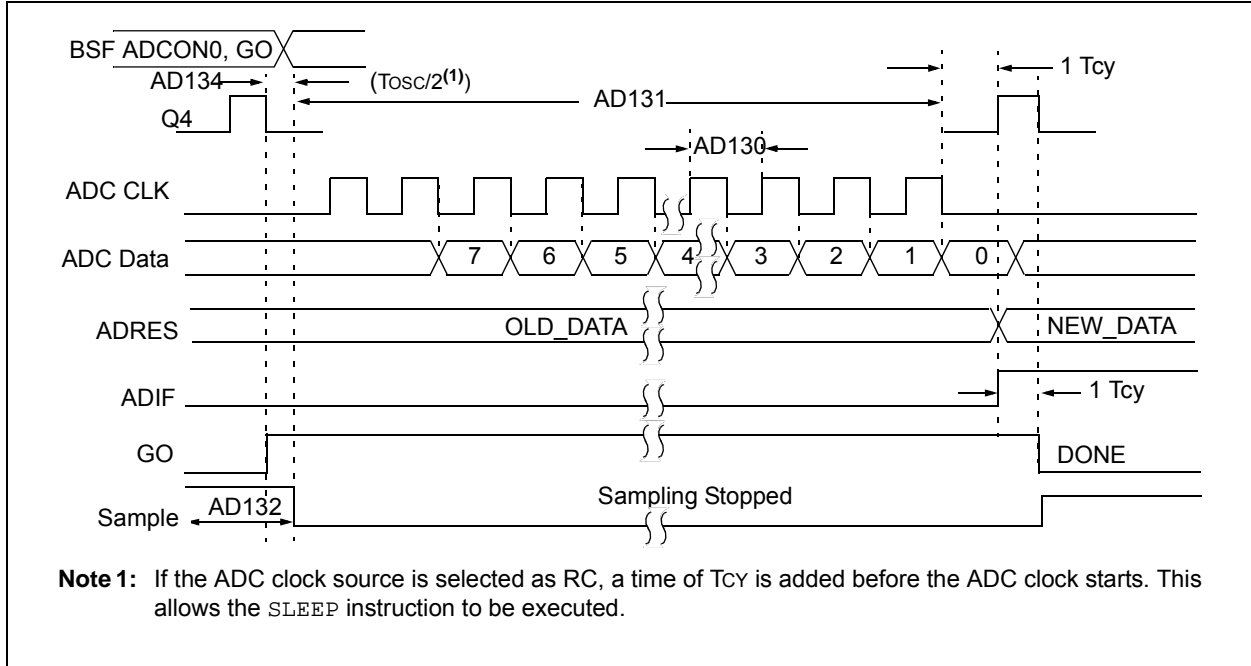 BSF ADCON0, GO
AD134 (TOSC/2(1)) 1 TCY
AD131
Q4
AD130
ADC CLK
ADC Data 7 6 5 4 3 2 1 0
ADRES OLD_DATA NEW_DATA
ADIF 1 TCY
GO DONE
Sample AD132 Sampling Stopped
Note 1: If the ADC clock source is selected as RC, a time of TCY is added before the ADC clock starts. This
allows the SLEEP instruction to be executed.